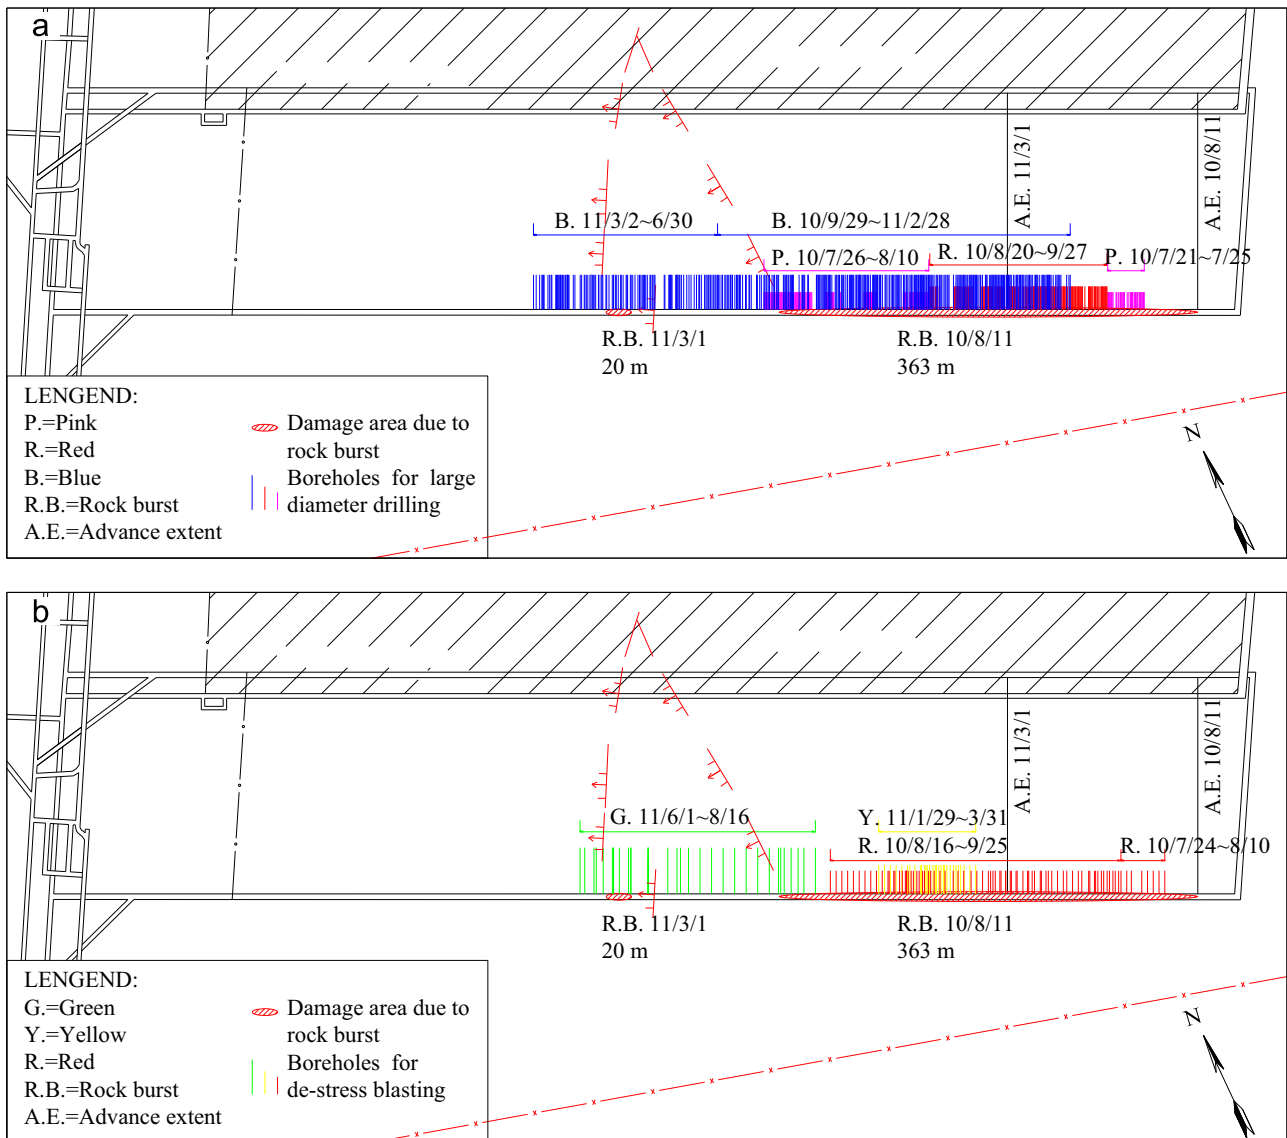 a
A.E. 11/3/1
A.E. 10/8/11
B. 11/3/2~6/30
B. 10/9/29~11/2/28
P. 10/7/26~8/10
R. 10/8/20~9/27
P. 10/7/21~7/25
R.B. 11/3/1
20 m
R.B. 10/8/11
363 m
LENGEND:
P.=Pink
R.=Red
B.=Blue
R.B.=Rock burst
A.E.=Advance extent
Damage area due to
rock burst
Boreholes for large
diameter drilling
N
b
A.E. 11/3/1
A.E. 10/8/11
G. 11/6/1~8/16
Y. 11/1/29~3/31
R. 10/8/16~9/25
R. 10/7/24~8/10
R.B. 11/3/1
20 m
R.B. 10/8/11
363 m
LENGEND:
G.=Green
Y.=Yellow
R.=Red
R.B.=Rock burst
A.E.=Advance extent
Damage area due to
rock burst
Boreholes for
de-stress blasting
N